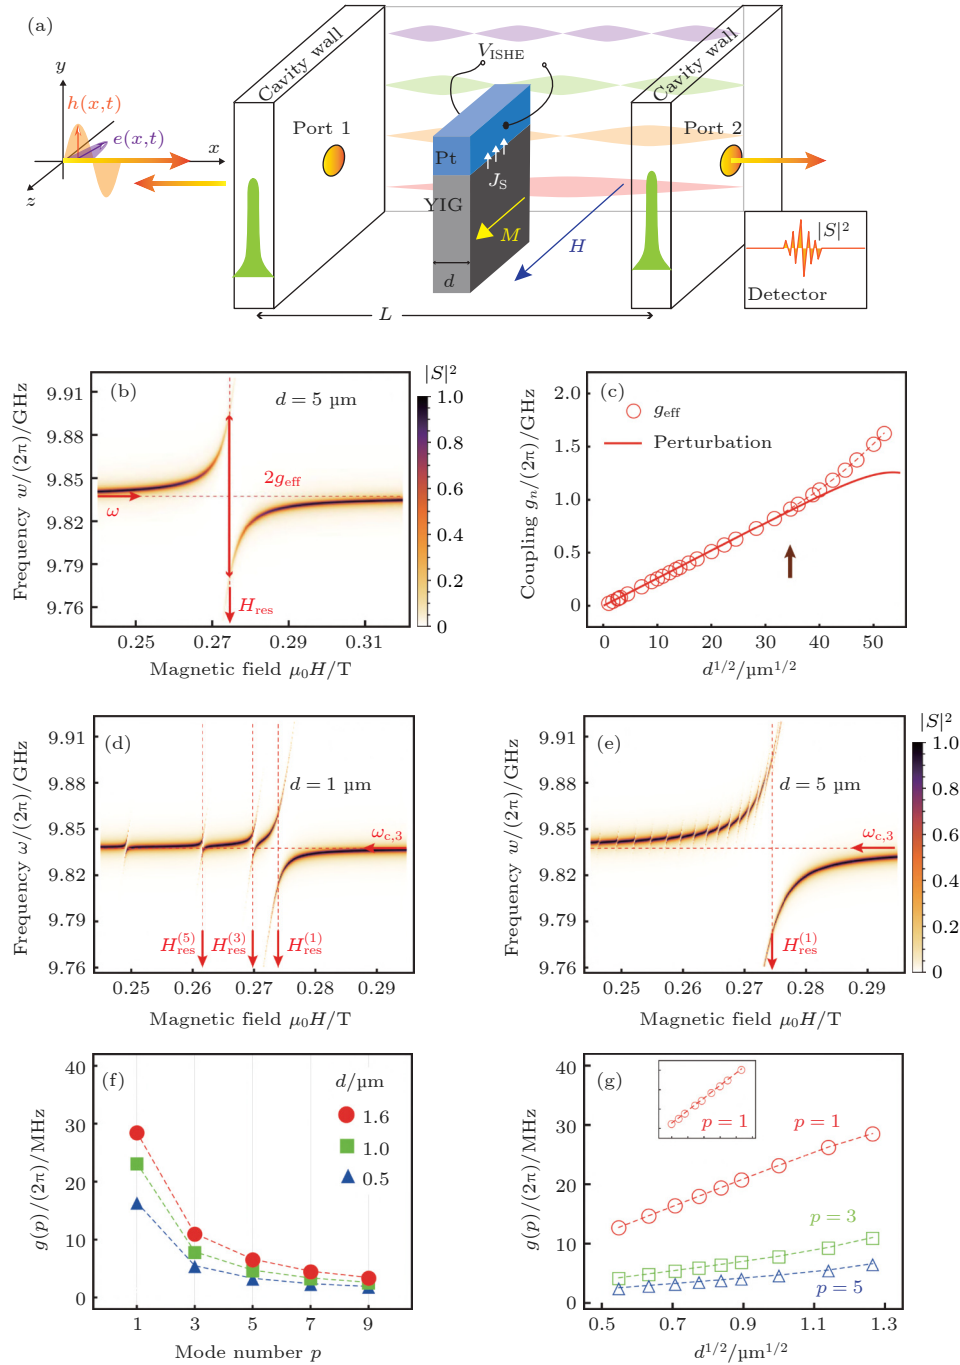 (a)
y
h(x,t)
e(x,t)
x
z
Cavity wall
Port 1
V_ISHE
Pt
J_S
YIG
M
d
H
Cavity wall
Port 2
|S|²
Detector
L
(b)
d = 5 µm
2g_eff
ω
H_res
Frequency w/(2π)/GHz
9.91
9.88
9.85
9.82
9.79
9.76
0.25
0.27
0.29
0.31
Magnetic field µ₀H/T
|S|²
1.0
0.8
0.6
0.4
0.2
0
(c)
g_eff
Perturbation
Coupling g_n/(2π)/GHz
2.0
1.5
1.0
0.5
0
0
10
20
30
40
50
d^{1/2}/µm^{1/2}
(d)
d = 1 µm
ω_{c,3}
H_res^{(5)}
H_res^{(3)}
H_res^{(1)}
Frequency ω/(2π)/GHz
9.91
9.88
9.85
9.82
9.79
9.76
0.25
0.26
0.27
0.28
0.29
Magnetic field µ₀H/T
(e)
d = 5 µm
ω_{c,3}
H_res^{(1)}
Frequency w/(2π)/GHz
9.91
9.88
9.85
9.82
9.79
9.76
0.25
0.26
0.27
0.28
0.29
Magnetic field µ₀H/T
|S|²
1.0
0.8
0.6
0.4
0.2
0
(f)
d/µm
1.6
1.0
0.5
g(p)/(2π)/MHz
40
30
20
10
0
1
3
5
7
9
Mode number p
(g)
p = 1
p = 1
p = 3
p = 5
g(p)/(2π)/MHz
40
30
20
10
0
0.5
0.7
0.9
1.1
1.3
d^{1/2}/µm^{1/2}